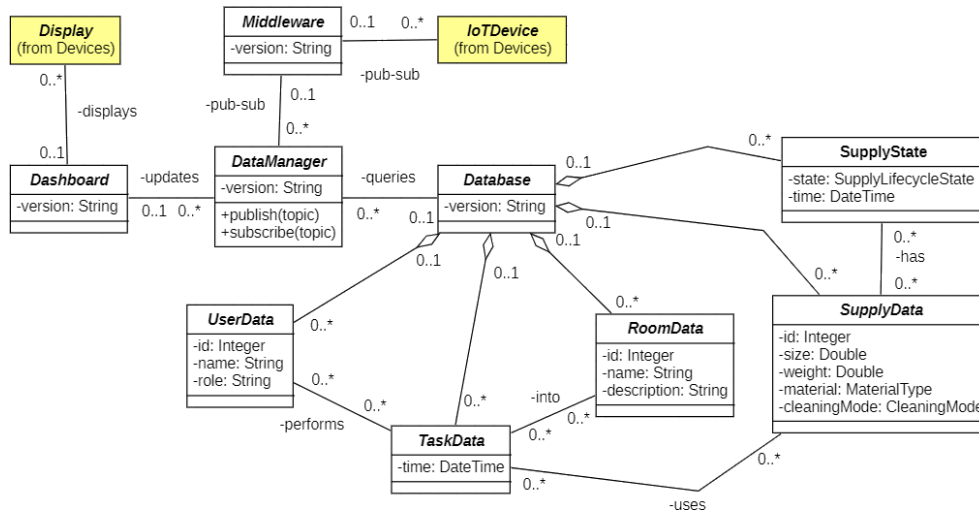 Display
(from Devices)
0..*
-displays
0..1
Dashboard
-version: String
-updates
0..1 0..*
Middleware
-version: String
0..1 0..*
-pub-sub
IoTDevice
(from Devices)
-pub-sub
0..1
0..*
DataManager
-version: String
+publish(topic)
+subscribe(topic)
-queries
0..* 0..1
Database
-version: String
0..1
0..*
SupplyState
-state: SupplyLifecycleState
-time: DateTime
0..*
-has
0..*
0..1
0..*
SupplyData
-id: Integer
-size: Double
-weight: Double
-material: MaterialType
-cleaningMode: CleaningMode
0..1
0..*
UserData
-id: Integer
-name: String
-role: String
0..1
0..*
0..1
0..*
RoomData
-id: Integer
-name: String
-description: String
0..*
-performs
0..*
-into
0..*
0..*
TaskData
-time: DateTime
0..*
-uses
0..*